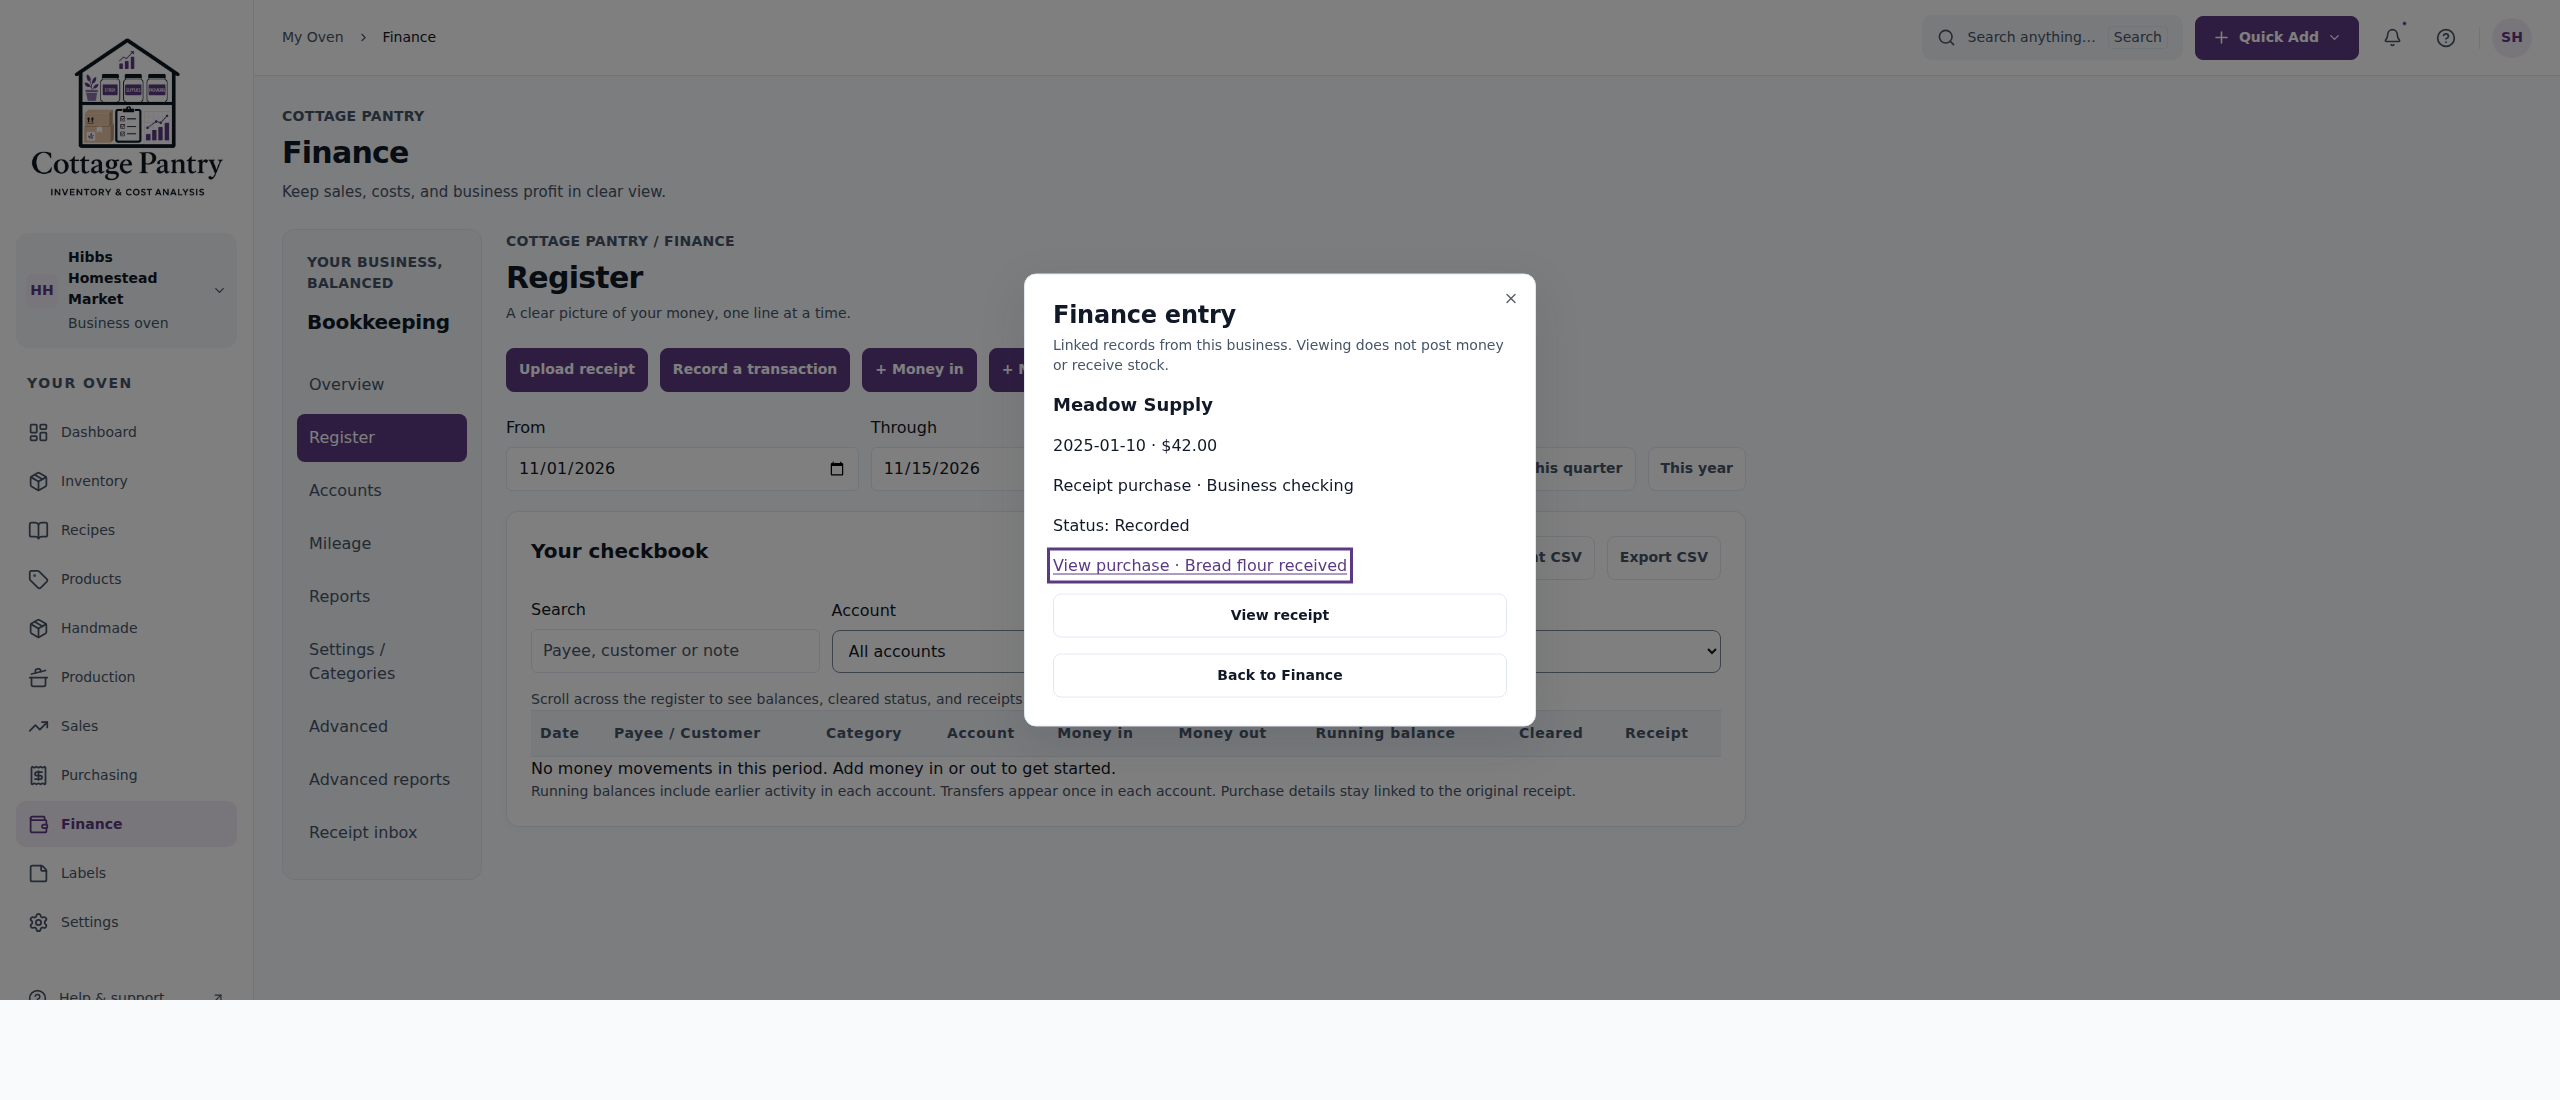 Cottage Pantry
INVENTORY & COST ANALYSIS
HH
Hibbs
Homestead
Market
Business oven
YOUR OVEN
Dashboard
Inventory
Recipes
Products
Reports
Handmade
Production
Sales
Purchasing
Finance
Labels
Settings
Help & support
My Oven > Finance
Search anything...
Search
+ Quick Add
SH
COTTAGE PANTRY
Finance
Keep sales, costs, and business profit in clear view.
YOUR BUSINESS,
BALANCED
Bookkeeping
Overview
Register
Accounts
Mileage
Reports
Settings /
Categories
Advanced
Advanced reports
Receipt inbox
COTTAGE PANTRY / FINANCE
Register
A clear picture of your money, one line at a time.
Upload receipt
Record a transaction
+ Money in
From
Through
11/01/2026
11/15/2026
his quarter
This year
Your checkbook
CSV
Export CSV
Search
Account
Payee, customer or note
All accounts
Scroll across the register to see balances, cleared status, and receipts
Date Payee / Customer Category Account Money in Money out Running balance Cleared Receipt
No money movements in this period. Add money in or out to get started.
Running balances include earlier activity in each account. Transfers appear once in each account. Purchase details stay linked to the original receipt.
Finance entry
Linked records from this business. Viewing does not post money
or receive stock.
Meadow Supply
2025-01-10 · $42.00
Receipt purchase · Business checking
Status: Recorded
View purchase · Bread flour received
View receipt
Back to Finance